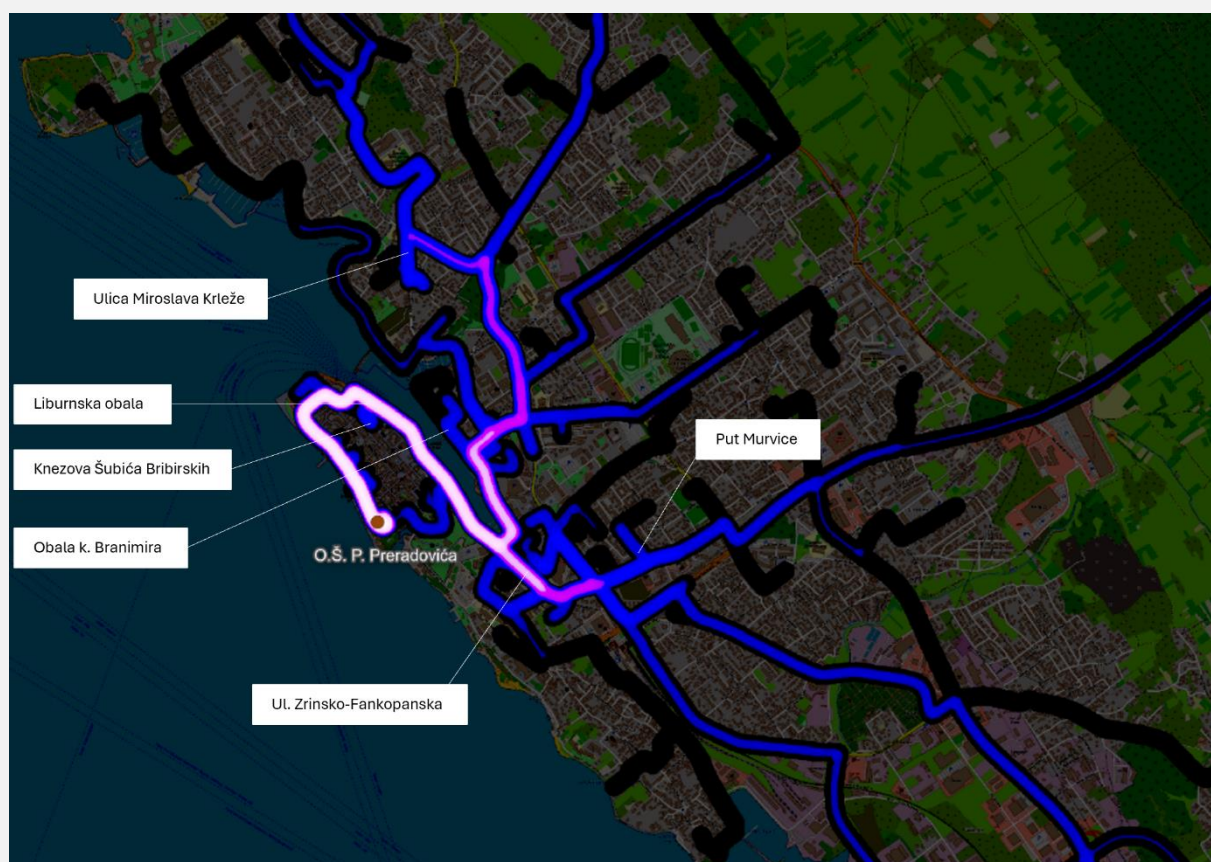 Ulica Miroslava Krleže
Liburnska obala
Knezova Šubića Bribirskih
Put Murvice
Obala k. Branimira
O.Š. P. Preradovića
Ul. Zrinsko-Fankopanska